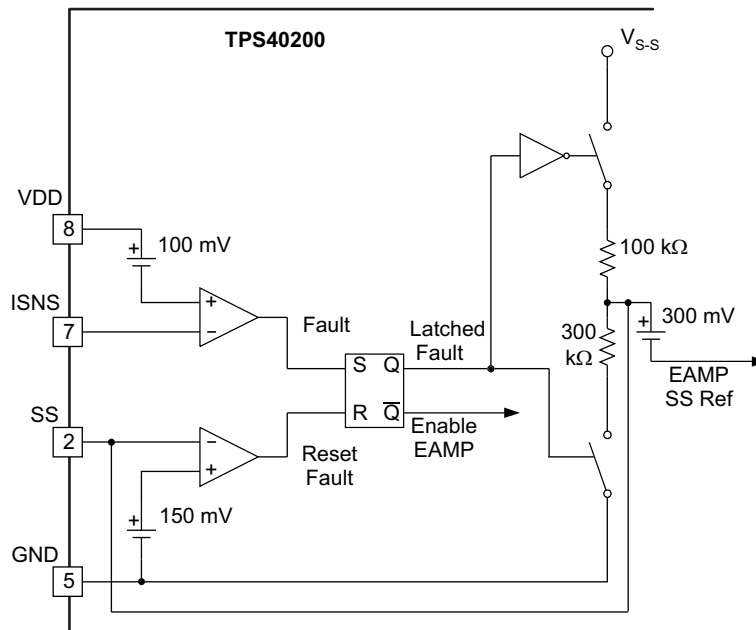 TPS40200
V S-S
VDD
8
+
100 mV
100 kΩ
ISNS
7
+
−
Fault
Latched
Fault
300
kΩ
+
300 mV
EAMP
SS Ref
S Q
R Q̅
Enable
EAMP
SS
2
−
+
Reset
Fault
+
150 mV
GND
5